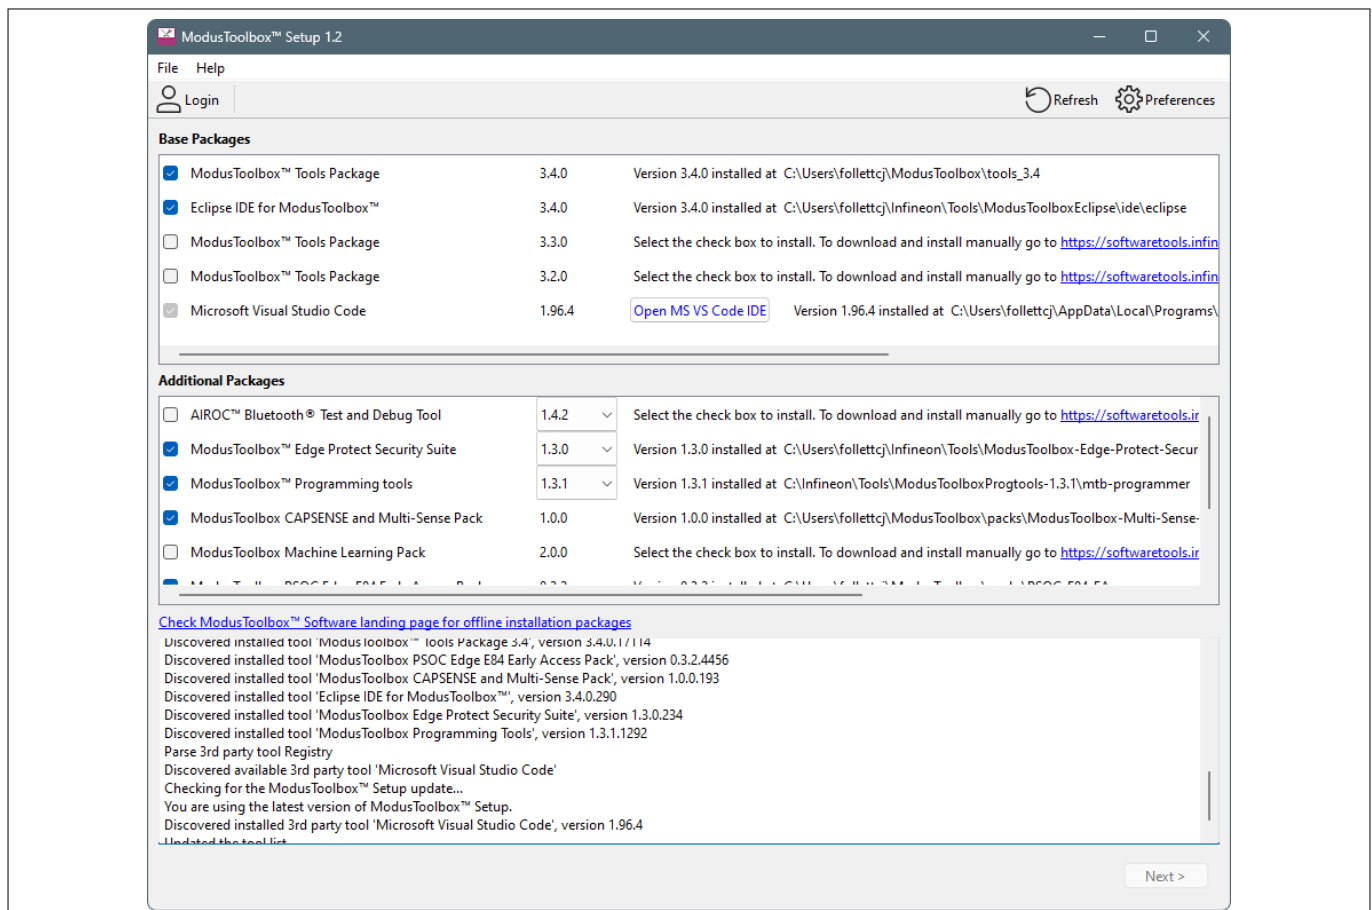 ModusToolbox™ Setup 1.2
File Help
Login Refresh Preferences
Base Packages
ModusToolbox™ Tools Package 3.4.0 Version 3.4.0 installed at C:\Users\follettcj\ModusToolbox\tools_3.4
Eclipse IDE for ModusToolbox™ 3.4.0 Version 3.4.0 installed at C:\Users\follettcj\Infineon\Tools\ModusToolboxEclipse\ide\eclipse
ModusToolbox™ Tools Package 3.3.0 Select the check box to install. To download and install manually go to https://softwaretools.infin
ModusToolbox™ Tools Package 3.2.0 Select the check box to install. To download and install manually go to https://softwaretools.infin
Microsoft Visual Studio Code 1.96.4 Open MS VS Code IDE Version 1.96.4 installed at C:\Users\follettcj\AppData\Local\Programs\
Additional Packages
AIROC™ Bluetooth® Test and Debug Tool 1.4.2 Select the check box to install. To download and install manually go to https://softwaretools.ir
ModusToolbox™ Edge Protect Security Suite 1.3.0 Version 1.3.0 installed at C:\Users\follettcj\Infineon\Tools\ModusToolbox-Edge-Protect-Secur
ModusToolbox™ Programming tools 1.3.1 Version 1.3.1 installed at C:\Infineon\Tools\ModusToolboxProgtools-1.3.1\mtb-programmer
ModusToolbox CAPSENSE and Multi-Sense Pack 1.0.0 Version 1.0.0 installed at C:\Users\follettcj\ModusToolbox\packs\ModusToolbox-Multi-Sense-
ModusToolbox Machine Learning Pack 2.0.0 Select the check box to install. To download and install manually go to https://softwaretools.ir
Check ModusToolbox™ Software landing page for offline installation packages
Discovered installed tool 'ModusToolbox™ Tools Package 3.4', version 3.4.0.17114
Discovered installed tool 'ModusToolbox PSOC Edge E84 Early Access Pack', version 0.3.2.4456
Discovered installed tool 'ModusToolbox CAPSENSE and Multi-Sense Pack', version 1.0.0.193
Discovered installed tool 'Eclipse IDE for ModusToolbox™', version 3.4.0.290
Discovered installed tool 'ModusToolbox Edge Protect Security Suite', version 1.3.0.234
Discovered installed tool 'ModusToolbox Programming Tools', version 1.3.1.1292
Parse 3rd party tool Registry
Discovered available 3rd party tool 'Microsoft Visual Studio Code'
Checking for the ModusToolbox™ Setup update...
You are using the latest version of ModusToolbox™ Setup.
Discovered installed 3rd party tool 'Microsoft Visual Studio Code', version 1.96.4
Updated the tool list
Next >